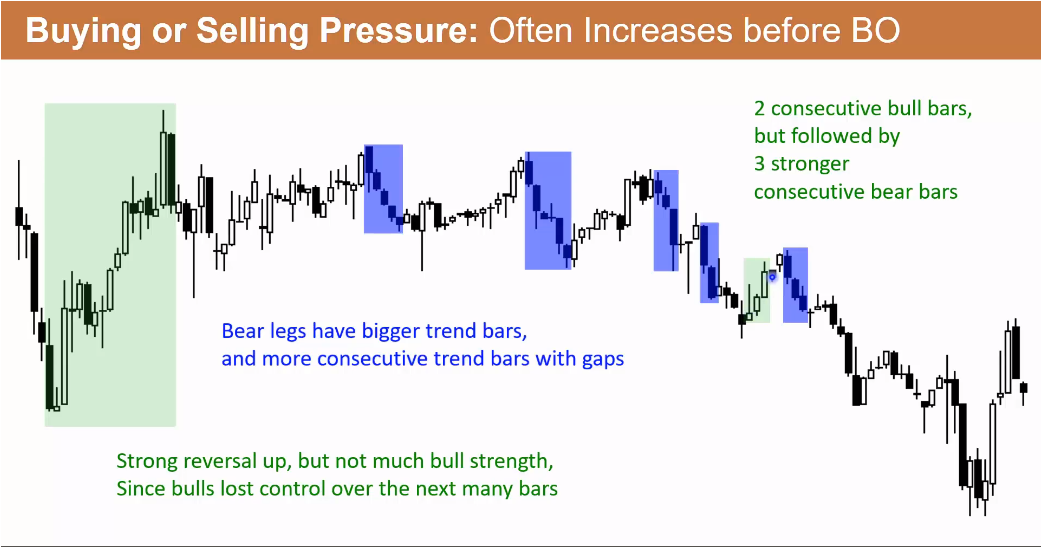 Buying or Selling Pressure: Often Increases before BO
2 consecutive bull bars,
but followed by
3 stronger
consecutive bear bars
Bear legs have bigger trend bars,
and more consecutive trend bars with gaps
Strong reversal up, but not much bull strength,
Since bulls lost control over the next many bars